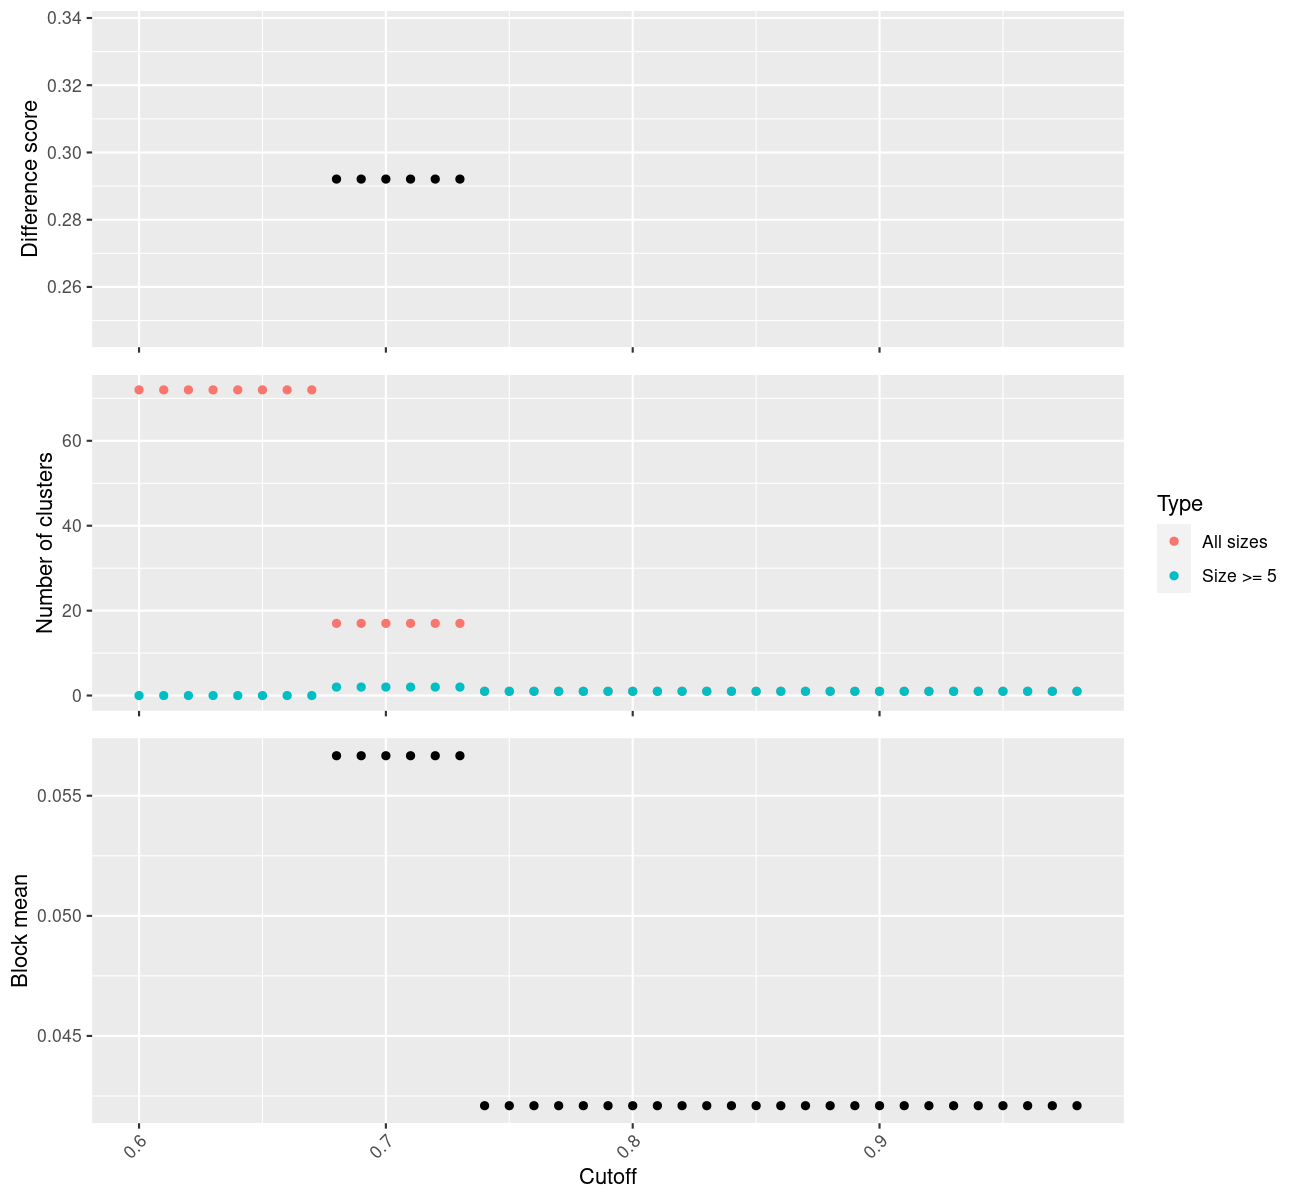 0.34
0.32
0.30
0.28
0.26
Difference score
60
40
20
0
Number of clusters
Type
All sizes
Size >= 5
0.055
0.050
0.045
Block mean
0.6
0.7
0.8
0.9
Cutoff